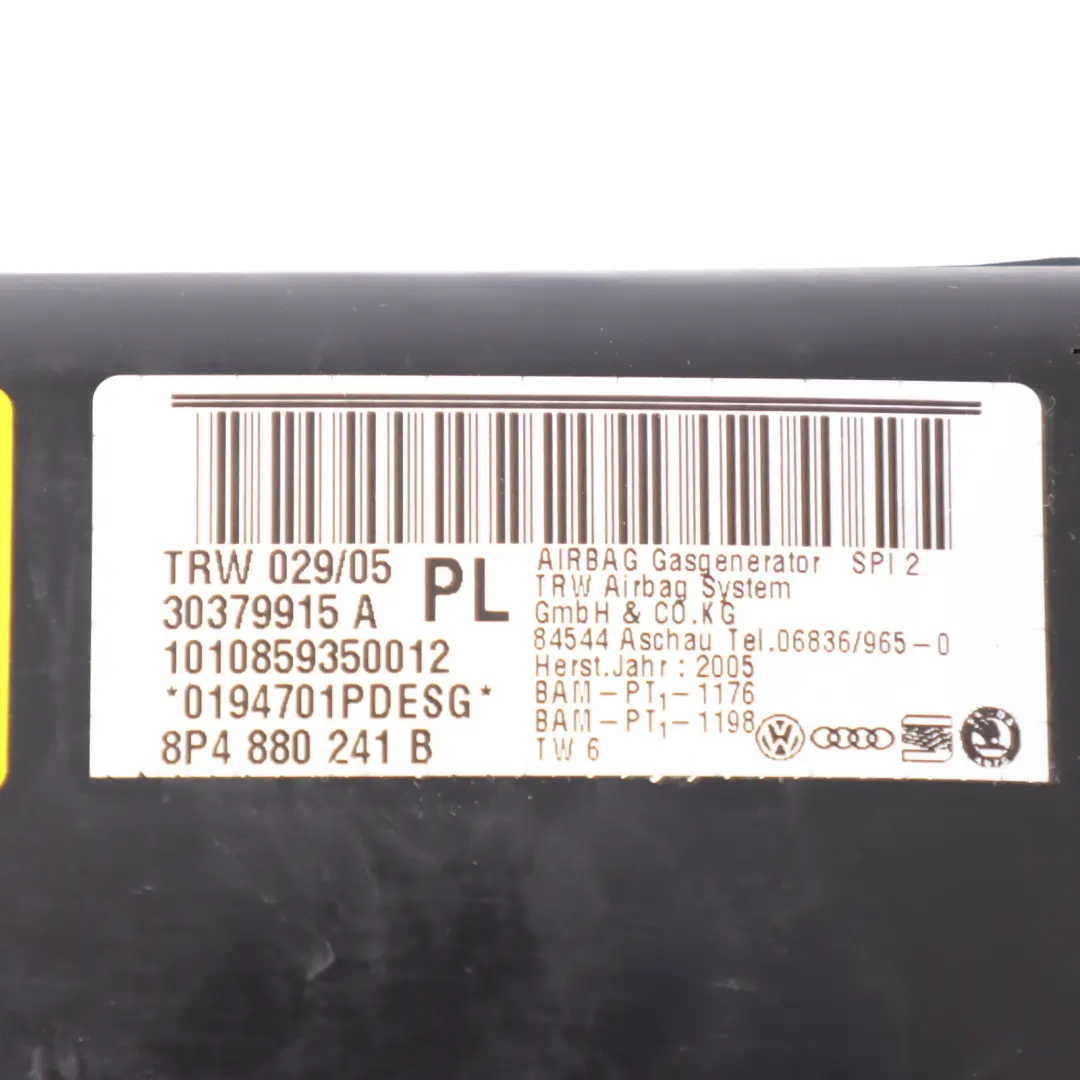 TRW 029/05
30379915 A
PL
1010859350012
*0194701PDESG*
8P4 880 241 B
AIRBAG Gasgenerator SPI 2
TRW Airbag System
GmbH & CO.KG
84544 Aschau Tel.06836/965-0
Herst.Jahr : 2005
BAM-PT1-1176
BAM-PT1-1198
TW 6